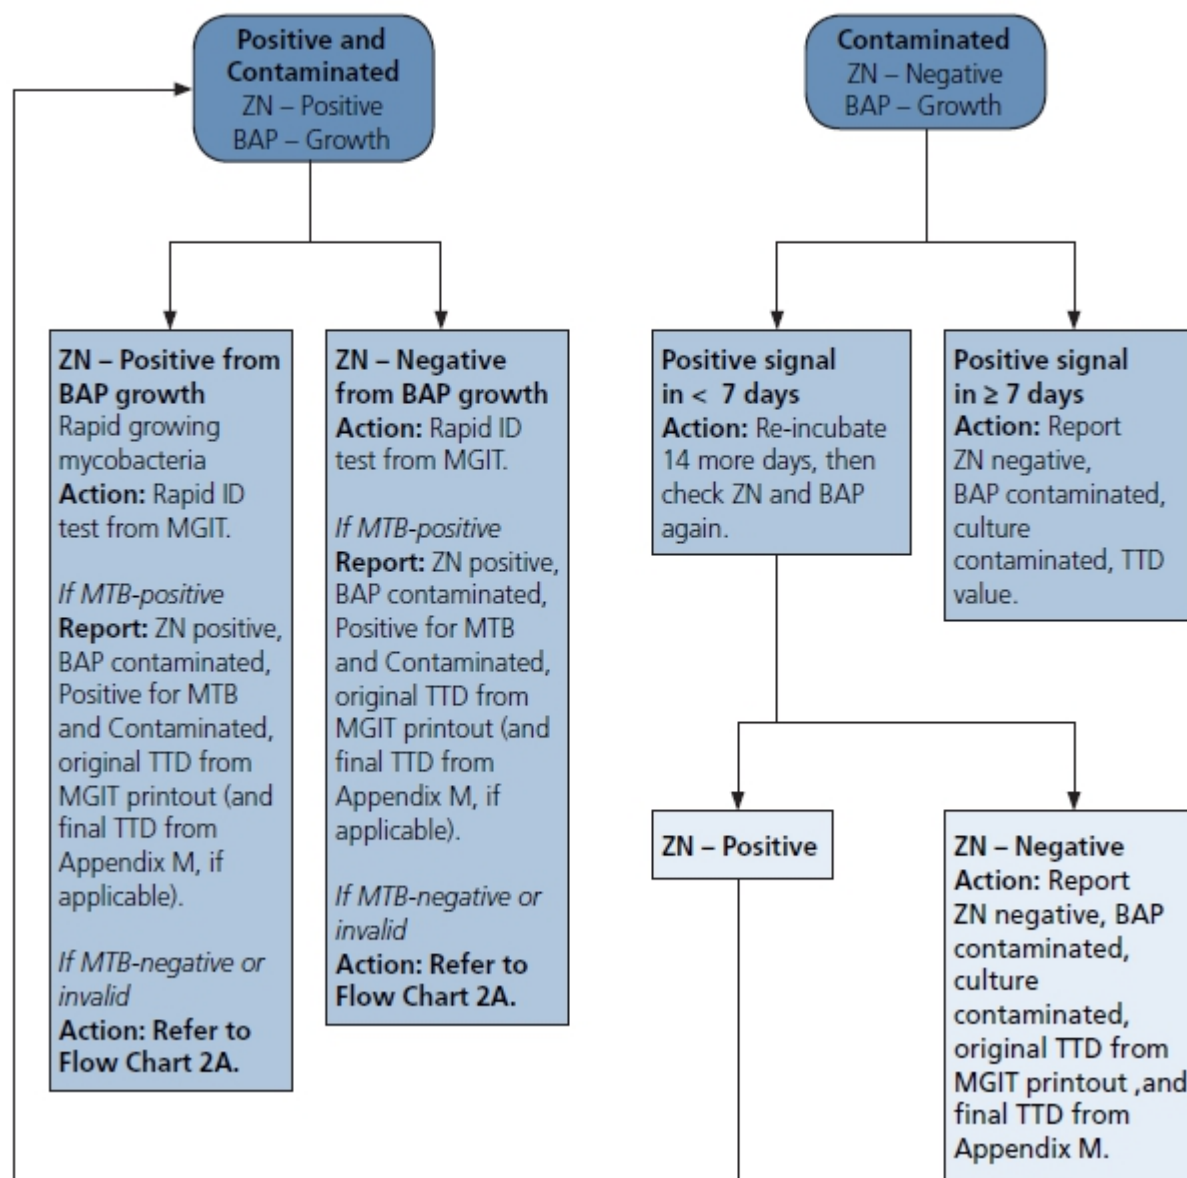 Positive and
Contaminated
ZN – Positive
BAP – Growth
Contaminated
ZN – Negative
BAP – Growth
ZN – Positive from
BAP growth
Rapid growing
mycobacteria
Action: Rapid ID
test from MGIT.
If MTB-positive
Report: ZN positive,
BAP contaminated,
Positive for MTB
and Contaminated,
original TTD from
MGIT printout (and
final TTD from
Appendix M, if
applicable).
If MTB-negative or
invalid
Action: Refer to
Flow Chart 2A.
ZN – Negative
from BAP growth
Action: Rapid ID
test from MGIT.
If MTB-positive
Report: ZN positive,
BAP contaminated,
Positive for MTB
and Contaminated,
original TTD from
MGIT printout (and
final TTD from
Appendix M, if
applicable).
If MTB-negative or
invalid
Action: Refer to
Flow Chart 2A.
Positive signal
in < 7 days
Action: Re-incubate
14 more days, then
check ZN and BAP
again.
Positive signal
in ≥ 7 days
Action: Report
ZN negative,
BAP contaminated,
culture
contaminated, TTD
value.
ZN – Positive
ZN – Negative
Action: Report
ZN negative, BAP
contaminated,
culture
contaminated,
original TTD from
MGIT printout ,and
final TTD from
Appendix M.